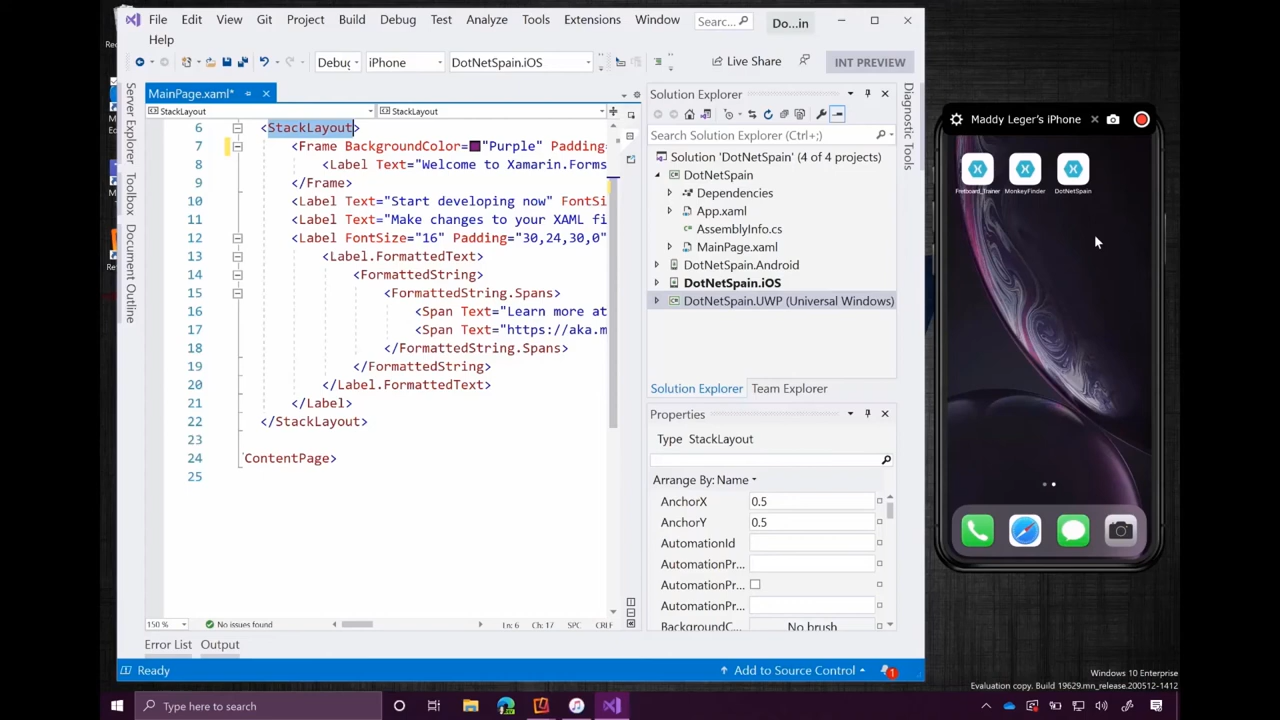 File Edit View Git Project Build Debug Test Analyze Tools Extensions Window Searc... Do...in
Help
Debug iPhone DotNetSpain.iOS Live Share INT PREVIEW
MainPage.xaml*
StackLayout StackLayout
Server Explorer
Toolbox
Document Outline
6 <StackLayout>
7 <Frame BackgroundColor="Purple" Padding
8 <Label Text="Welcome to Xamarin.Forms
9 </Frame>
10 <Label Text="Start developing now" FontSi
11 <Label Text="Make changes to your XAML fi
12 <Label FontSize="16" Padding="30,24,30,0"
13 <Label.FormattedText>
14 <FormattedString>
15 <FormattedString.Spans>
16 <Span Text="Learn more at
17 <Span Text="https://aka.m
18 </FormattedString.Spans>
19 </FormattedString>
20 </Label.FormattedText>
21 </Label>
22 </StackLayout>
23
24 ContentPage>
25
150 % No issues found Ln: 6 Ch: 17 SPC CRLF
Error List Output
Solution Explorer
Search Solution Explorer (Ctrl+;)
Solution 'DotNetSpain' (4 of 4 projects)
DotNetSpain
Dependencies
App.xaml
AssemblyInfo.cs
MainPage.xaml
DotNetSpain.Android
DotNetSpain.iOS
DotNetSpain.UWP (Universal Windows)
Solution Explorer Team Explorer
Properties
Type StackLayout
Arrange By: Name
AnchorX 0.5
AnchorY 0.5
AutomationId
AutomationPr...
AutomationPr...
AutomationPr...
BackgroundC... No brush
Diagnostic Tools
Ready Add to Source Control 1
Maddy Leger's iPhone
Fretboard_Trainer MonkeyFinder DotNetSpain
Windows 10 Enterprise
Evaluation copy. Build 19629.mn_release.200512-1412
Type here to search